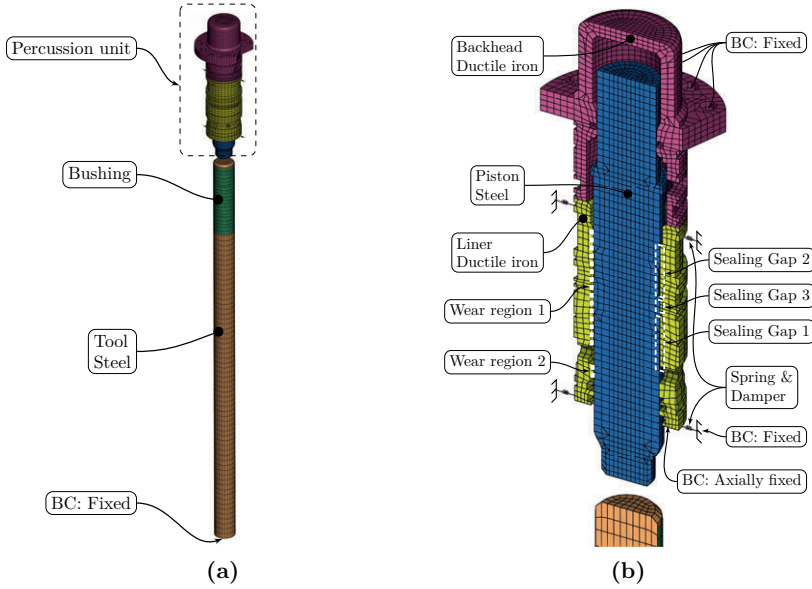 Percussion unit
Bushing
Tool
Steel
BC: Fixed
(a)
Backhead
Ductile iron
BC: Fixed
Piston
Steel
Liner
Ductile iron
Sealing Gap 2
Wear region 1
Sealing Gap 3
Sealing Gap 1
Wear region 2
Spring &
Damper
BC: Fixed
BC: Axially fixed
(b)